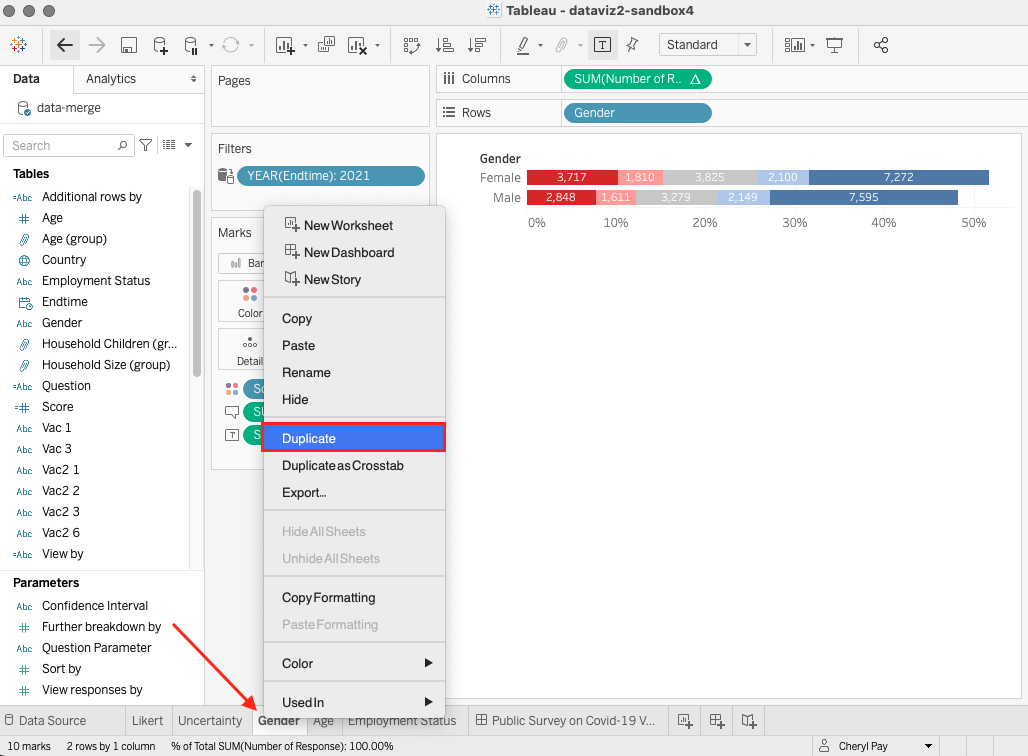 Tableau - dataviz2-sandbox4
Standard
Data
Analytics
data-merge
Search
Tables
=Abc Additional rows by
Age
Age (group)
Country
Abc Employment Status
Endtime
Abc Gender
Household Children (gr...
Household Size (group)
=Abc Question
Score
Abc Vac 1
Abc Vac 3
Abc Vac2 1
Abc Vac2 2
Abc Vac2 3
Abc Vac2 6
=Abc View by
Parameters
Abc Confidence Interval
Further breakdown by
Abc Question Parameter
Sort by
View responses by
Pages
Filters
YEAR(Endtime): 2021
Marks
Color
Detail
T
New Worksheet
New Dashboard
New Story
Copy
Paste
Rename
Hide
Duplicate
Duplicate as Crosstab
Export...
Hide All Sheets
Unhide All Sheets
Copy Formatting
Paste Formatting
Color
Used In
Columns
SUM(Number of R..
Rows
Gender
Gender
Female 3,717 1,810 3,825 2,100 7,272
Male 2,848 1,611 3,279 2,149 7,595
0% 10% 20% 30% 40% 50%
Data Source
Likert
Uncertainty
Gender
Age
Employment Status
Public Survey on Covid-19 V...
10 marks 2 rows by 1 column % of Total SUM(Number of Response): 100.00%
Cheryl Pay